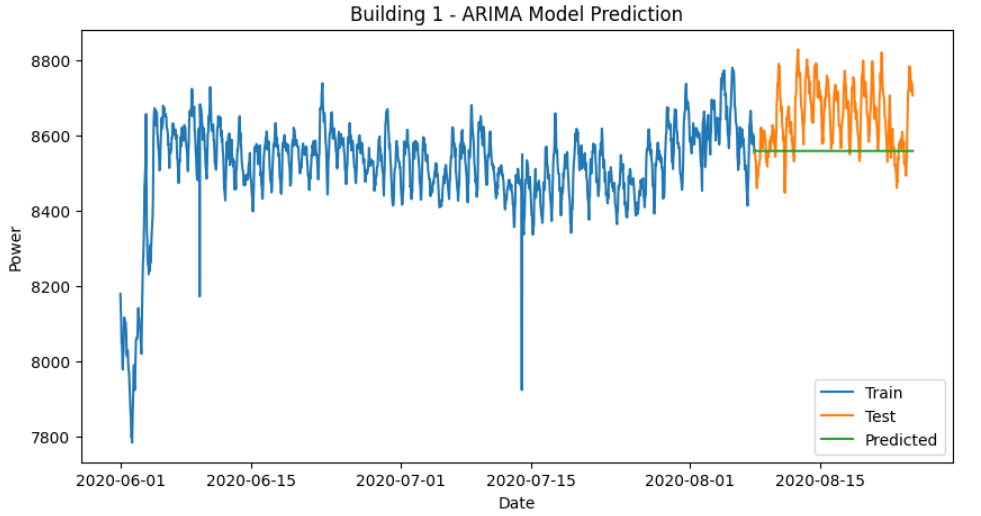 Building 1 - ARIMA Model Prediction
8800
8600
8400
8200
8000
7800
Power
2020-06-01
2020-06-15
2020-07-01
2020-07-15
2020-08-01
2020-08-15
Date
Train
Test
Predicted